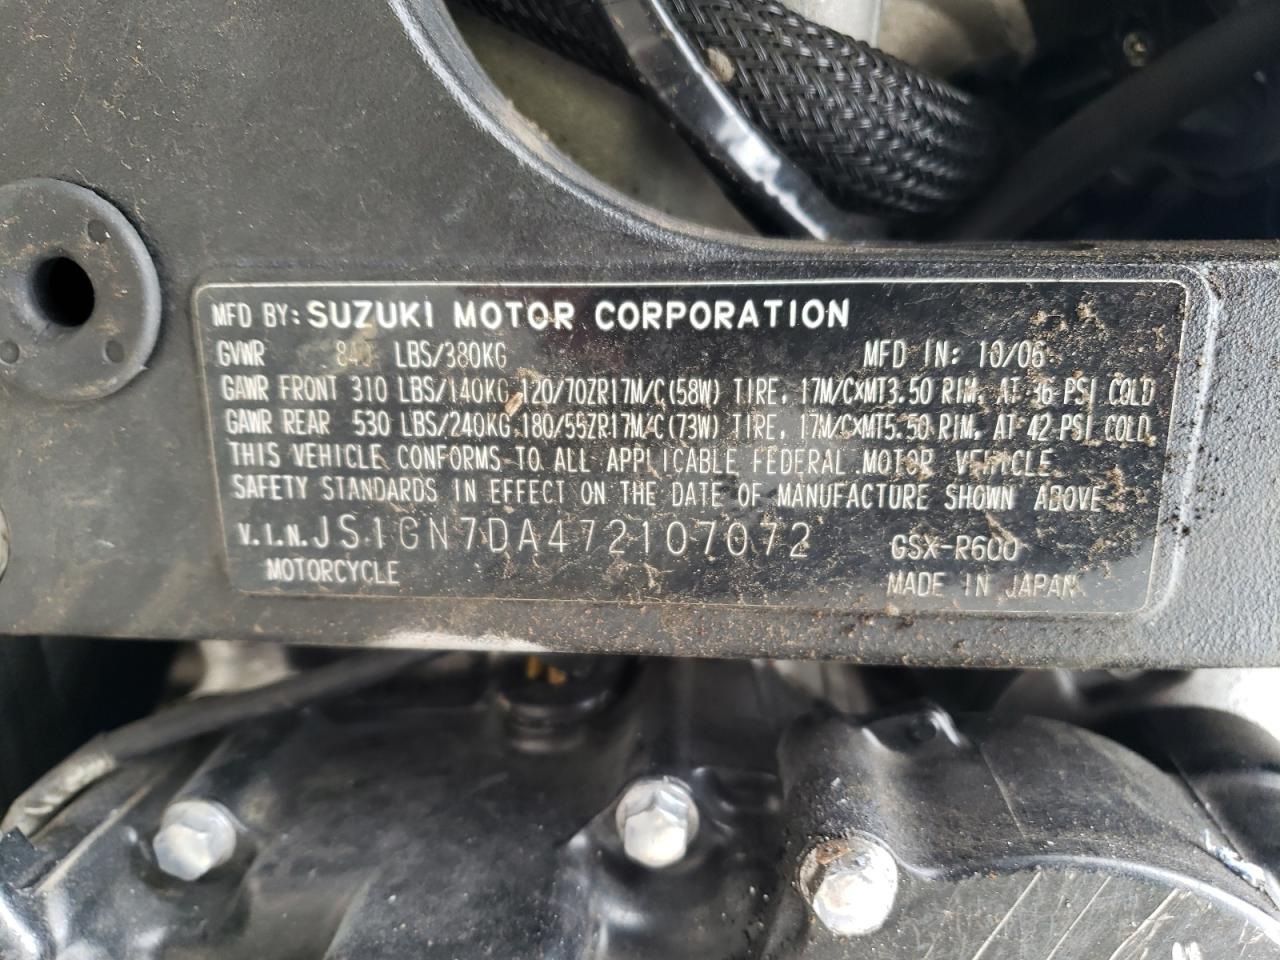 MFD BY: SUZUKI MOTOR CORPORATION
GVWR 840 LBS/380KG MFD IN: 10/06
GAWR FRONT 310 LBS/140KG 120/70ZR17M/C(58W) TIRE, 17M/C×MT3.50 RIM, AT 36 PSI COLD
GAWR REAR 530 LBS/240KG 180/55ZR17M/C(73W) TIRE, 17M/C×MT5.50 RIM, AT 42 PSI COLD
THIS VEHICLE CONFORMS TO ALL APPLICABLE FEDERAL MOTOR VEHICLE
SAFETY STANDARDS IN EFFECT ON THE DATE OF MANUFACTURE SHOWN ABOVE
V.I.N. JS1GN7DA472107072 GSX-R600
MOTORCYCLE MADE IN JAPAN